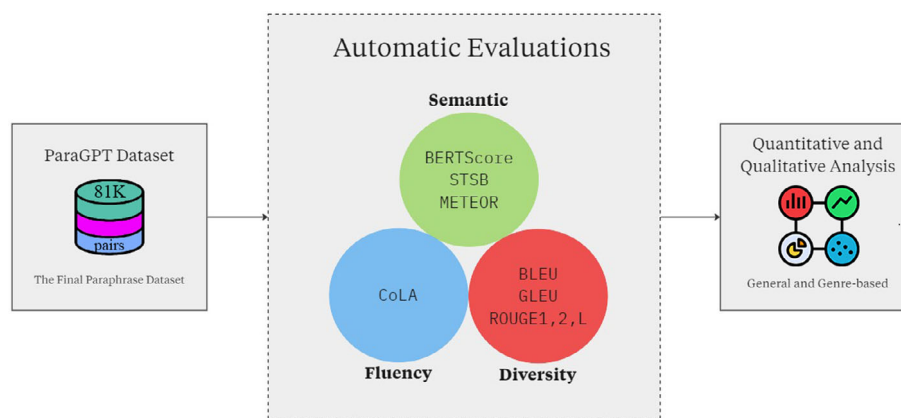 ParaGPT Dataset
81K
pairs
The Final Paraphrase Dataset
Automatic Evaluations
Semantic
BERTScore
STSB
METEOR
CoLA
BLEU
GLEU
ROUGE1,2,L
Fluency
Diversity
Quantitative and
Qualitative Analysis
General and Genre-based